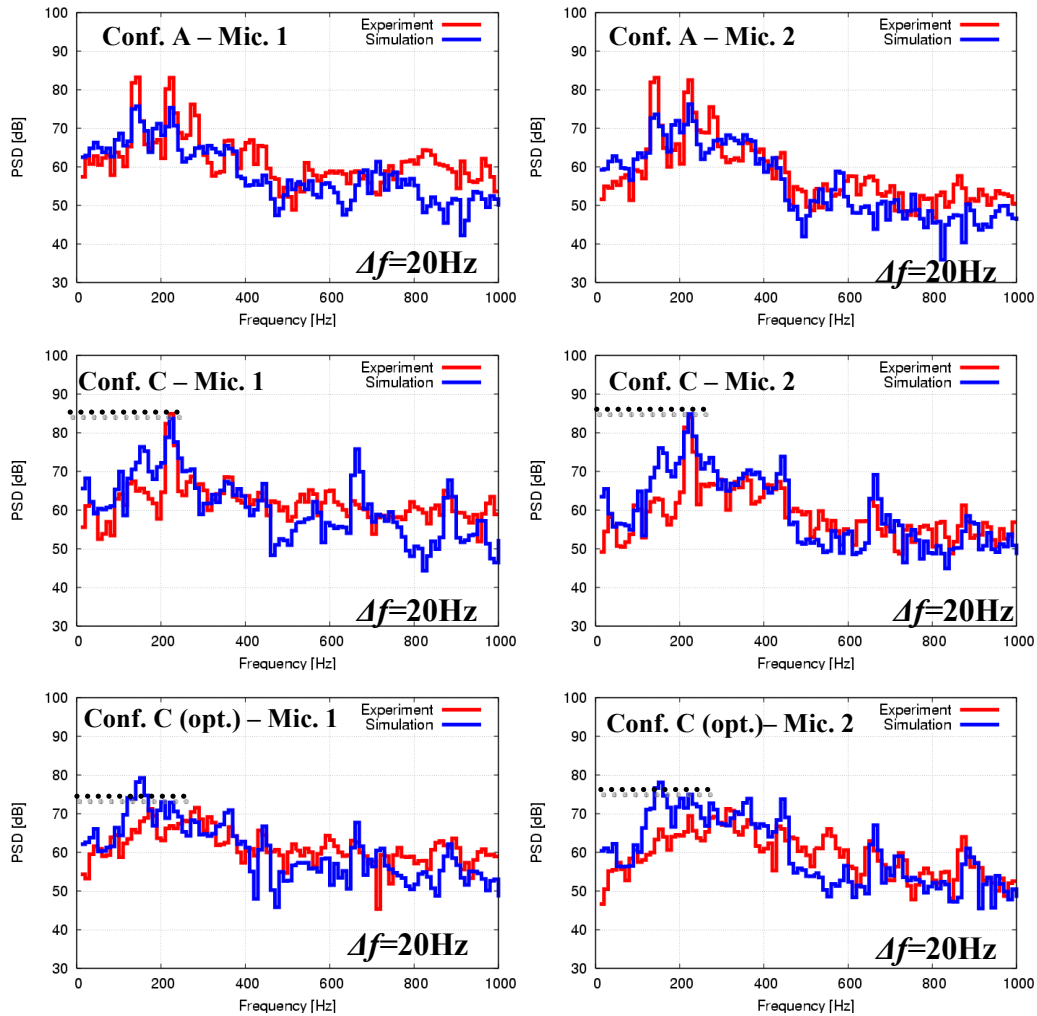 Conf. A – Mic. 1
Experiment
Simulation
PSD [dB]
100
90
80
70
60
50
40
30
Δf=20Hz
0 200 400 600 800 1000
Frequency [Hz]
Conf. A – Mic. 2
Experiment
Simulation
PSD [dB]
100
90
80
70
60
50
40
30
Δf=20Hz
0 200 400 600 800 1000
Frequency [Hz]
Conf. C – Mic. 1
Experiment
Simulation
PSD [dB]
100
90
80
70
60
50
40
30
Δf=20Hz
0 200 400 600 800 1000
Frequency [Hz]
Conf. C – Mic. 2
Experiment
Simulation
PSD [dB]
100
90
80
70
60
50
40
30
Δf=20Hz
0 200 400 600 800 1000
Frequency [Hz]
Conf. C (opt.) – Mic. 1
Experiment
Simulation
PSD [dB]
100
90
80
70
60
50
40
30
Δf=20Hz
0 200 400 600 800 1000
Frequency [Hz]
Conf. C (opt.)– Mic. 2
Experiment
Simulation
PSD [dB]
100
90
80
70
60
50
40
30
Δf=20Hz
0 200 400 600 800 1000
Frequency [Hz]